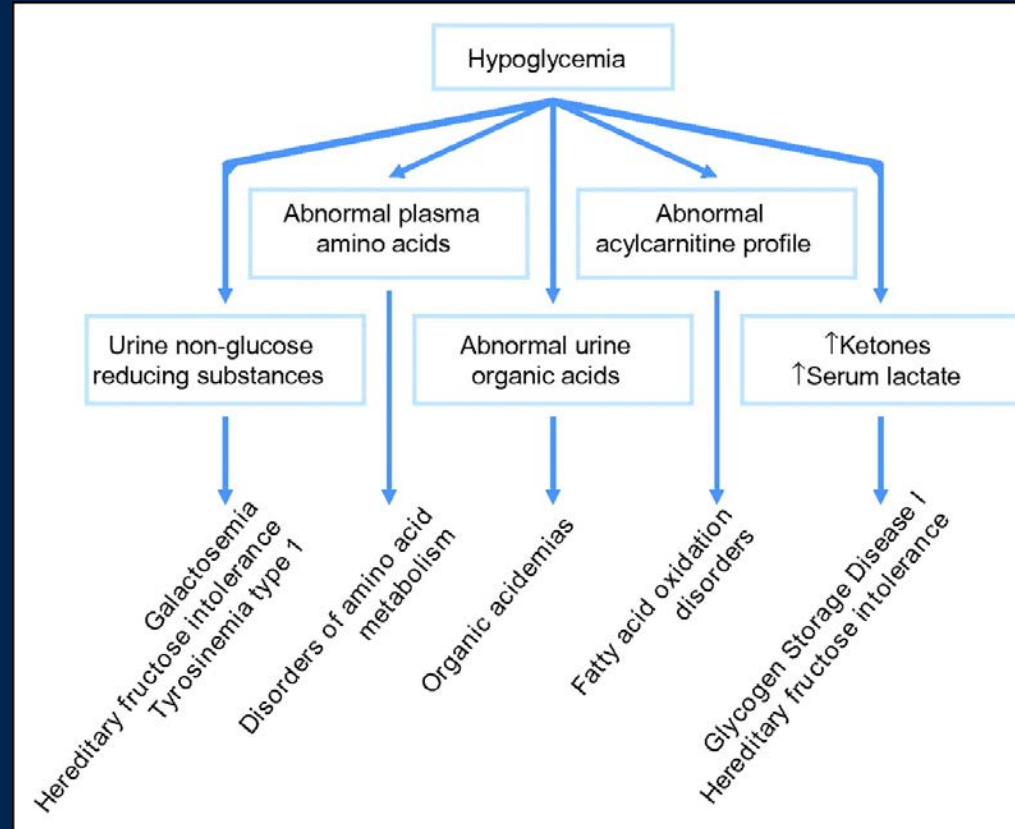 Hypoglycemia
Abnormal plasma
amino acids
Abnormal
acylcarnitine profile
Urine non-glucose
reducing substances
Abnormal urine
organic acids
↑Ketones
↑Serum lactate
Galactosemia
Hereditary fructose intolerance
Tyrosinemia type 1
Disorders of amino acid
metabolism
Organic acidemias
Fatty acid oxidation
disorders
Glycogen Storage Disease I
Hereditary fructose intolerance